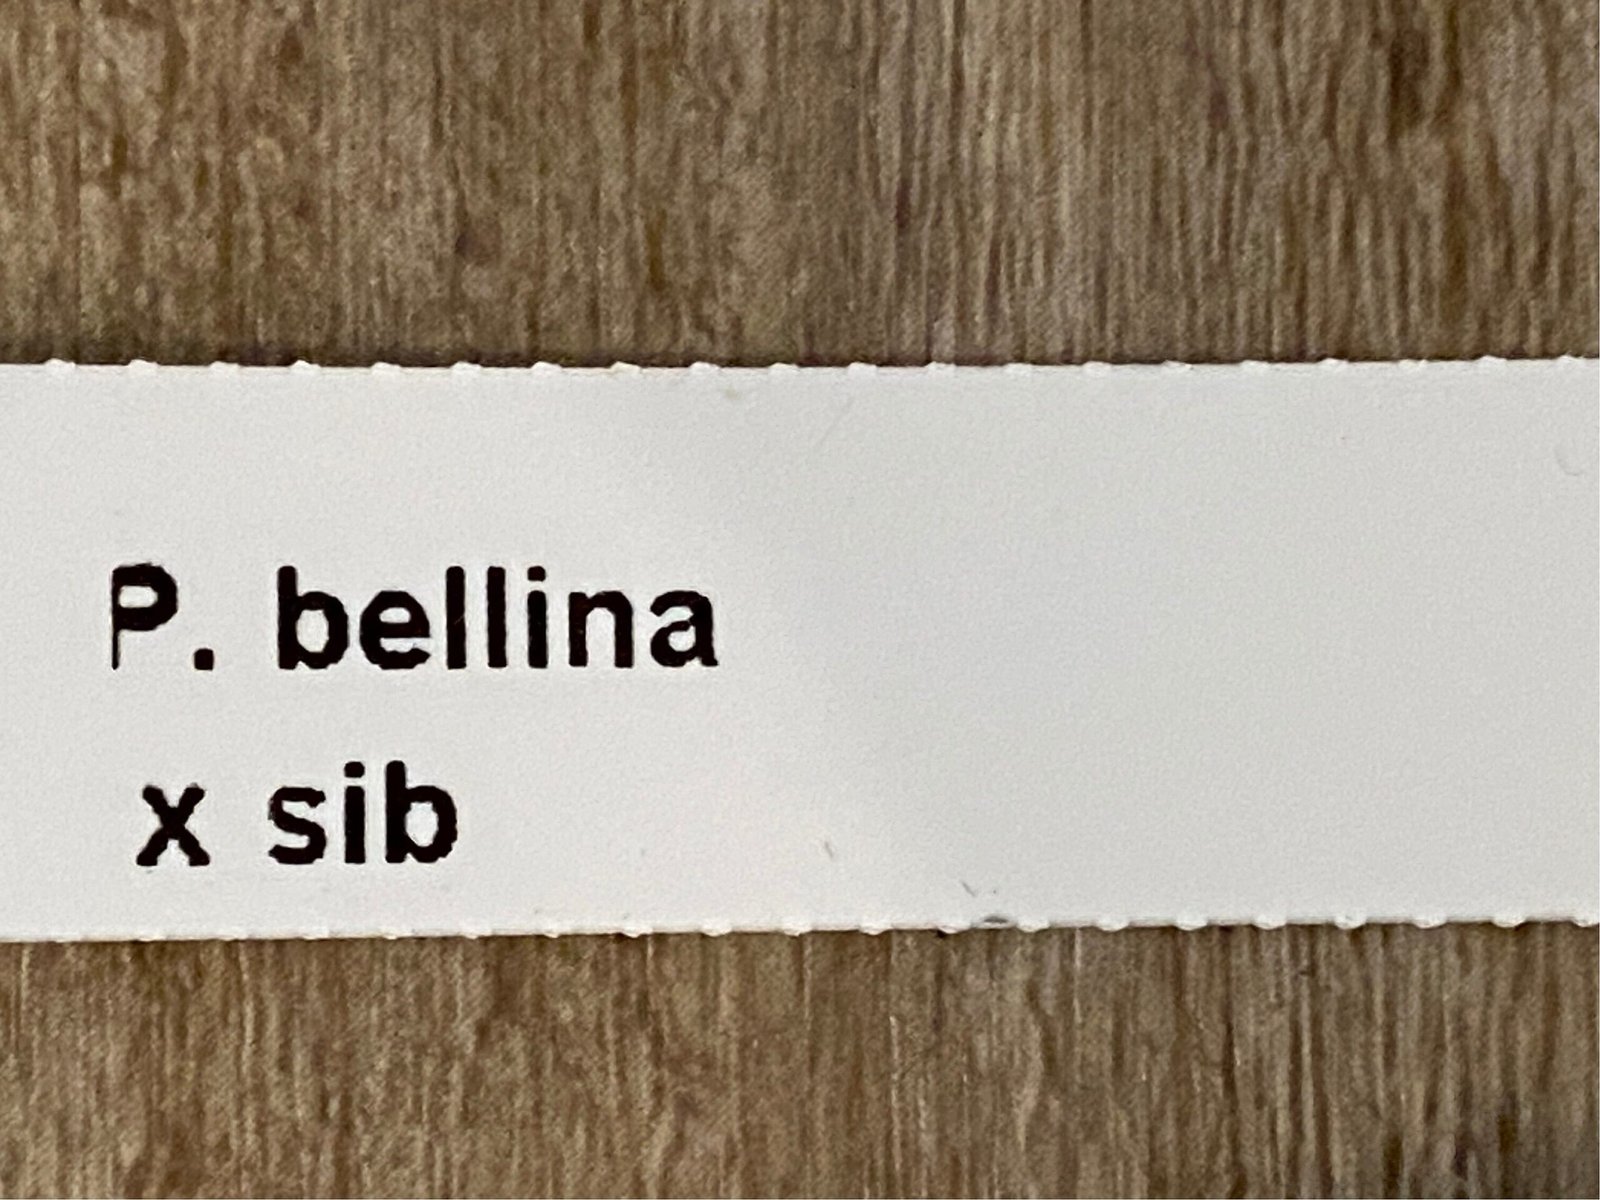 P. bellina
x sib